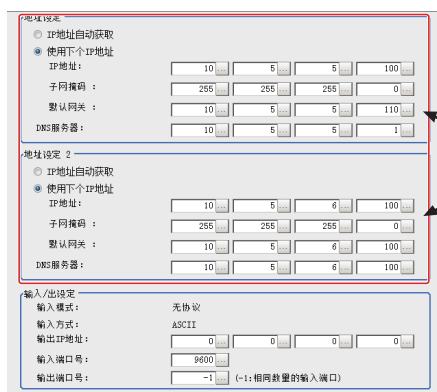 地址设定
IP地址自动获取
使用下个IP地址
IP地址： 10 ... 5 ... 5 ... 100 ...
子网掩码 ： 255 ... 255 ... 255 ... 0 ...
默认网关 ： 10 ... 5 ... 5 ... 110 ...
DNS服务器： 10 ... 5 ... 5 ... 1 ...
地址设定 2
IP地址自动获取
使用下个IP地址
IP地址： 10 ... 5 ... 6 ... 100 ...
子网掩码 ： 255 ... 255 ... 255 ... 0 ...
默认网关 ： 10 ... 5 ... 6 ... 100 ...
DNS服务器： 10 ... 5 ... 6 ... 100 ...
输入/出设定
输入模式： 无协议
输入方式： ASCII
输出IP地址： 0 ... 0 ... 0 ... 0 ...
输入端口号： 9600 ...
输出端口号： -1 ... (-1:相同数量的输入端口)